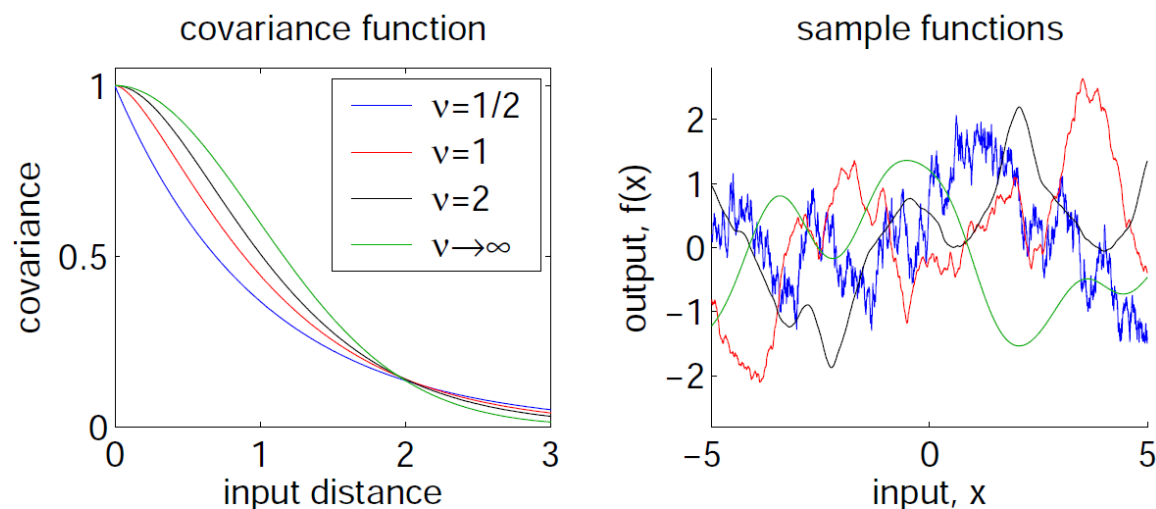 covariance function
1
0.5
0
covariance
0
1
2
3
input distance
ν=1/2
ν=1
ν=2
ν→∞
sample functions
2
1
0
−1
−2
output, f(x)
−5
0
5
input, x